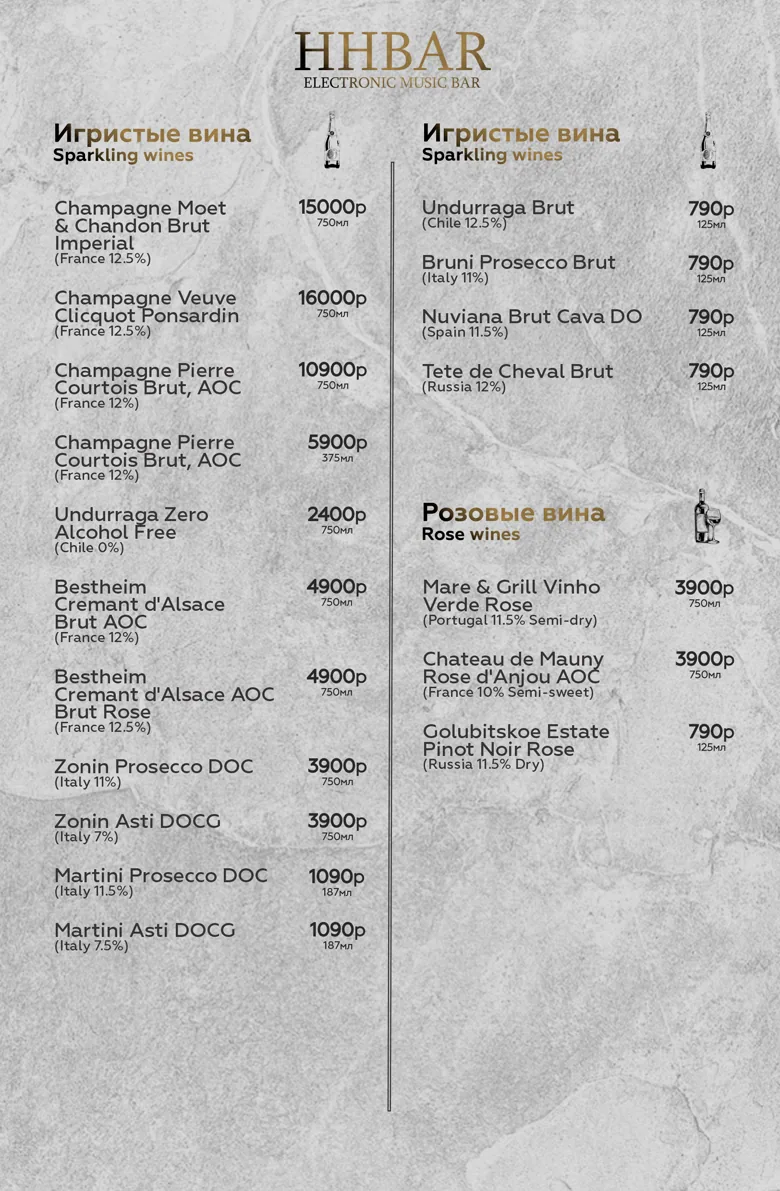 HHBAR
ELECTRONIC MUSIC BAR
Игристые вина
Sparkling wines
Champagne Moet
& Chandon Brut
Imperial
(France 12.5%)
15000р
750мл
Champagne Veuve
Clicquot Ponsardin
(France 12.5%)
16000р
750мл
Champagne Pierre
Courtois Brut, AOC
(France 12%)
10900р
750мл
Champagne Pierre
Courtois Brut, AOC
(France 12%)
5900р
375мл
Undurraga Zero
Alcohol Free
(Chile 0%)
2400р
750мл
Bestheim
Cremant d'Alsace
Brut AOC
(France 12%)
4900р
750мл
Bestheim
Cremant d'Alsace AOC
Brut Rose
(France 12.5%)
4900р
750мл
Zonin Prosecco DOC
(Italy 11%)
3900р
750мл
Zonin Asti DOCG
(Italy 7%)
3900р
750мл
Martini Prosecco DOC
(Italy 11.5%)
1090р
187мл
Martini Asti DOCG
(Italy 7.5%)
1090р
187мл
Игристые вина
Sparkling wines
Undurraga Brut
(Chile 12.5%)
790р
125мл
Bruni Prosecco Brut
(Italy 11%)
790р
125мл
Nuviana Brut Cava DO
(Spain 11.5%)
790р
125мл
Tete de Cheval Brut
(Russia 12%)
790р
125мл
Розовые вина
Rose wines
Mare & Grill Vinho
Verde Rose
(Portugal 11.5% Semi-dry)
3900р
750мл
Chateau de Mauny
Rose d'Anjou AOC
(France 10% Semi-sweet)
3900р
750мл
Golubitskoe Estate
Pinot Noir Rose
(Russia 11.5% Dry)
790р
125мл